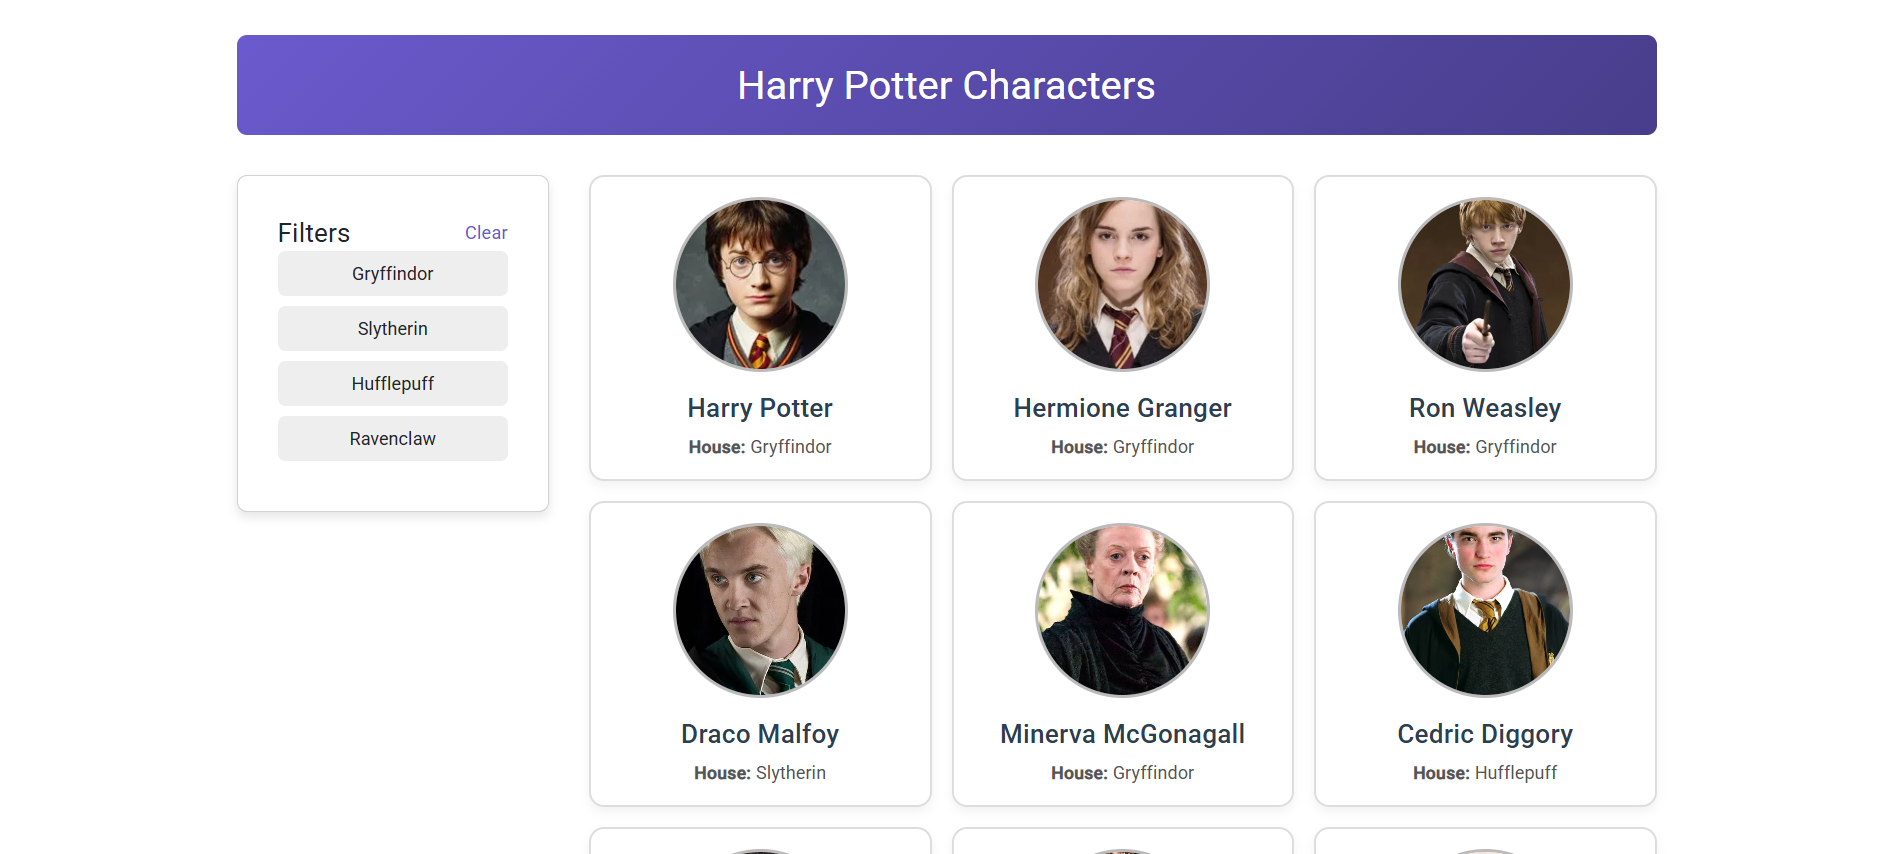 Harry Potter Characters
Filters
Clear
Gryffindor
Slytherin
Hufflepuff
Ravenclaw
Harry Potter
House: Gryffindor
Hermione Granger
House: Gryffindor
Ron Weasley
House: Gryffindor
Draco Malfoy
House: Slytherin
Minerva McGonagall
House: Gryffindor
Cedric Diggory
House: Hufflepuff